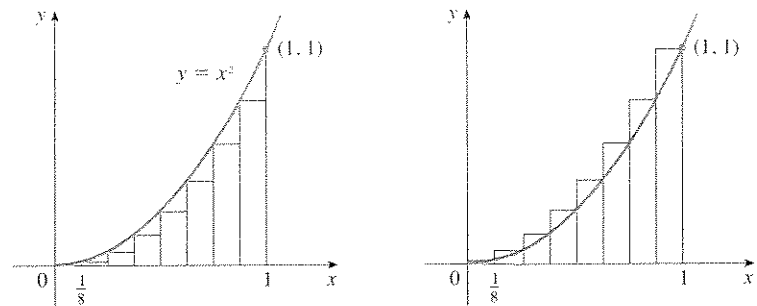 y
(1, 1)
y = x²
0
1/8
1
x
y
(1, 1)
0
1/8
1
x